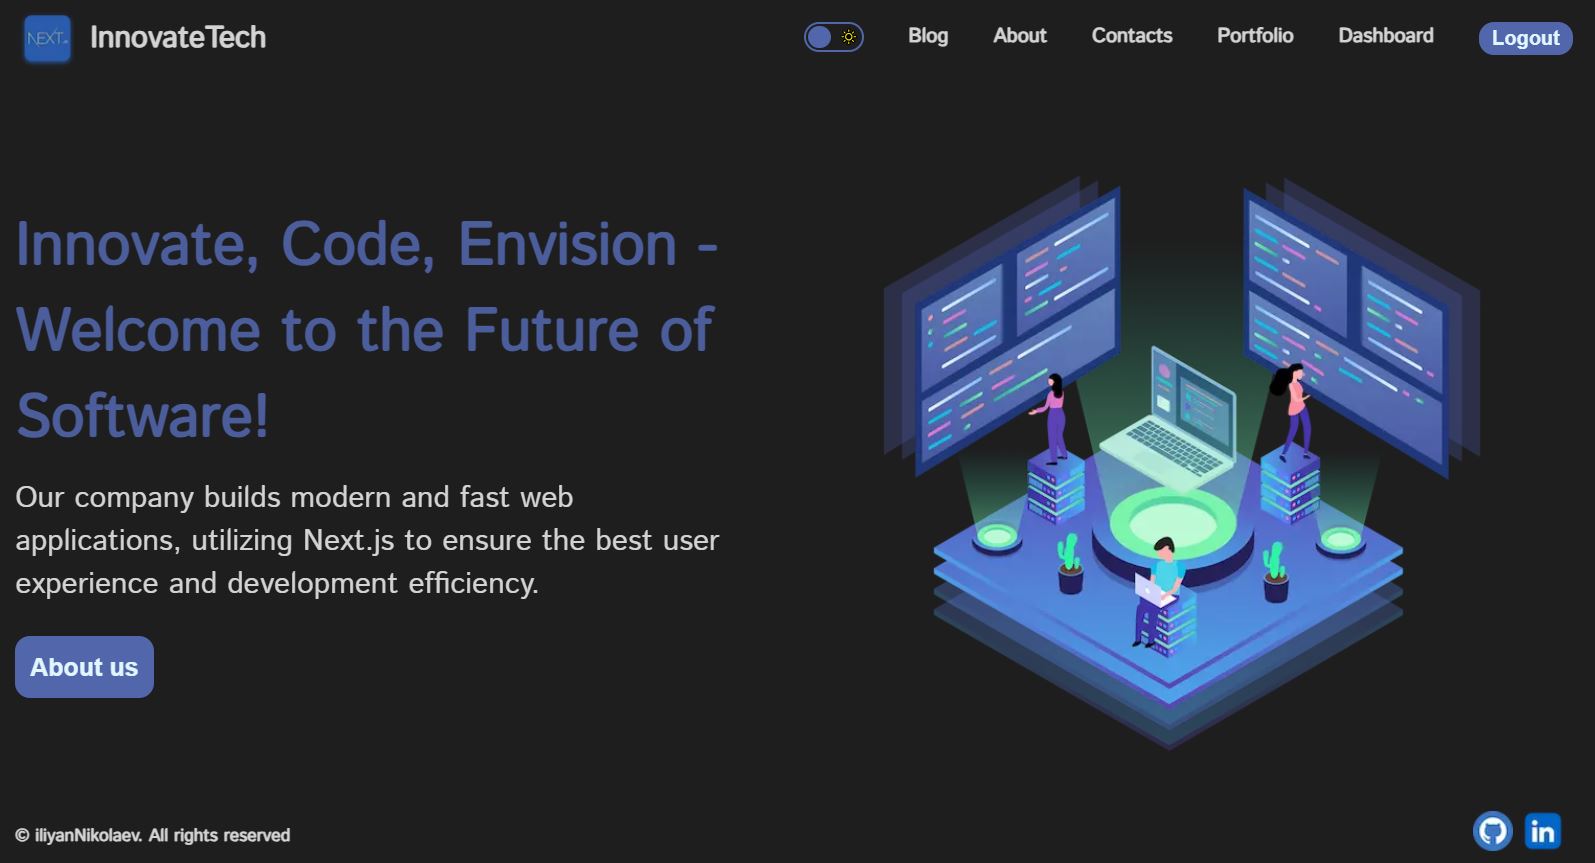 NEXT.JS
InnovateTech
Blog
About
Contacts
Portfolio
Dashboard
Logout
Innovate, Code, Envision -
Welcome to the Future of
Software!
Our company builds modern and fast web
applications, utilizing Next.js to ensure the best user
experience and development efficiency.
About us
© iliyanNikolaev. All rights reserved
in